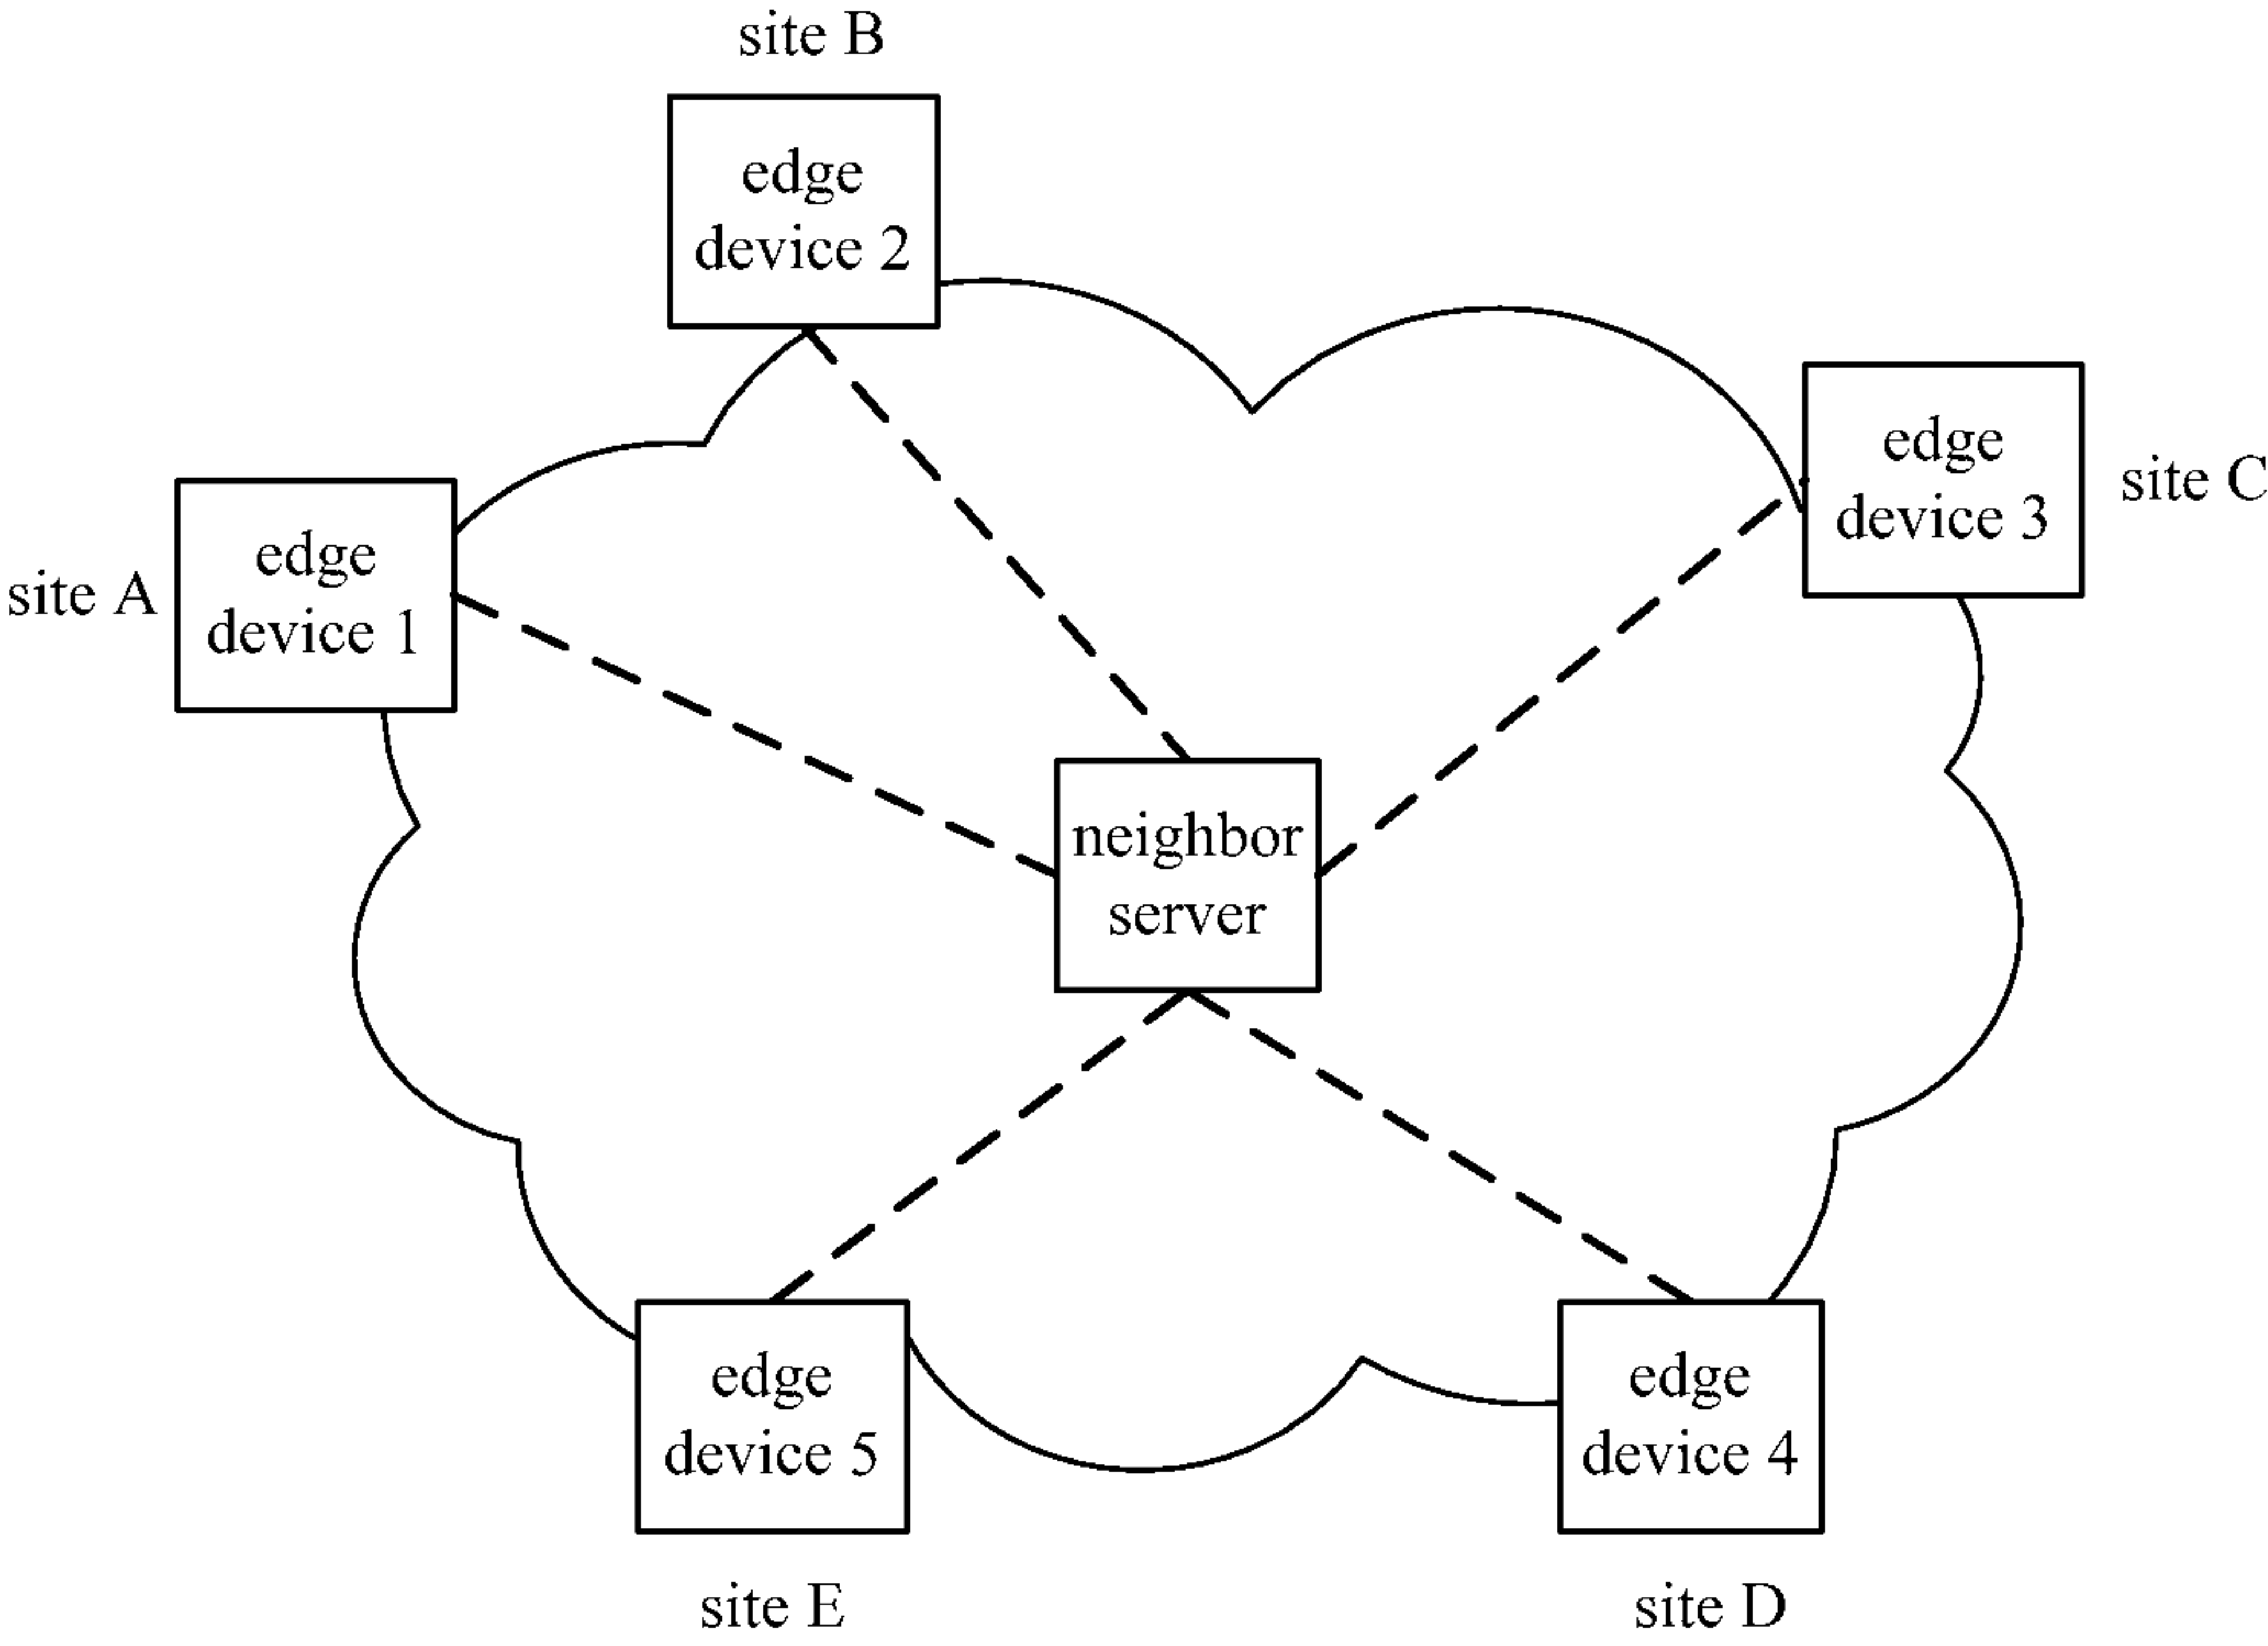 site B
edge
device 2
edge
device 3
site C
site A
edge
device 1
neighbor
server
edge
device 5
edge
device 4
site E
site D